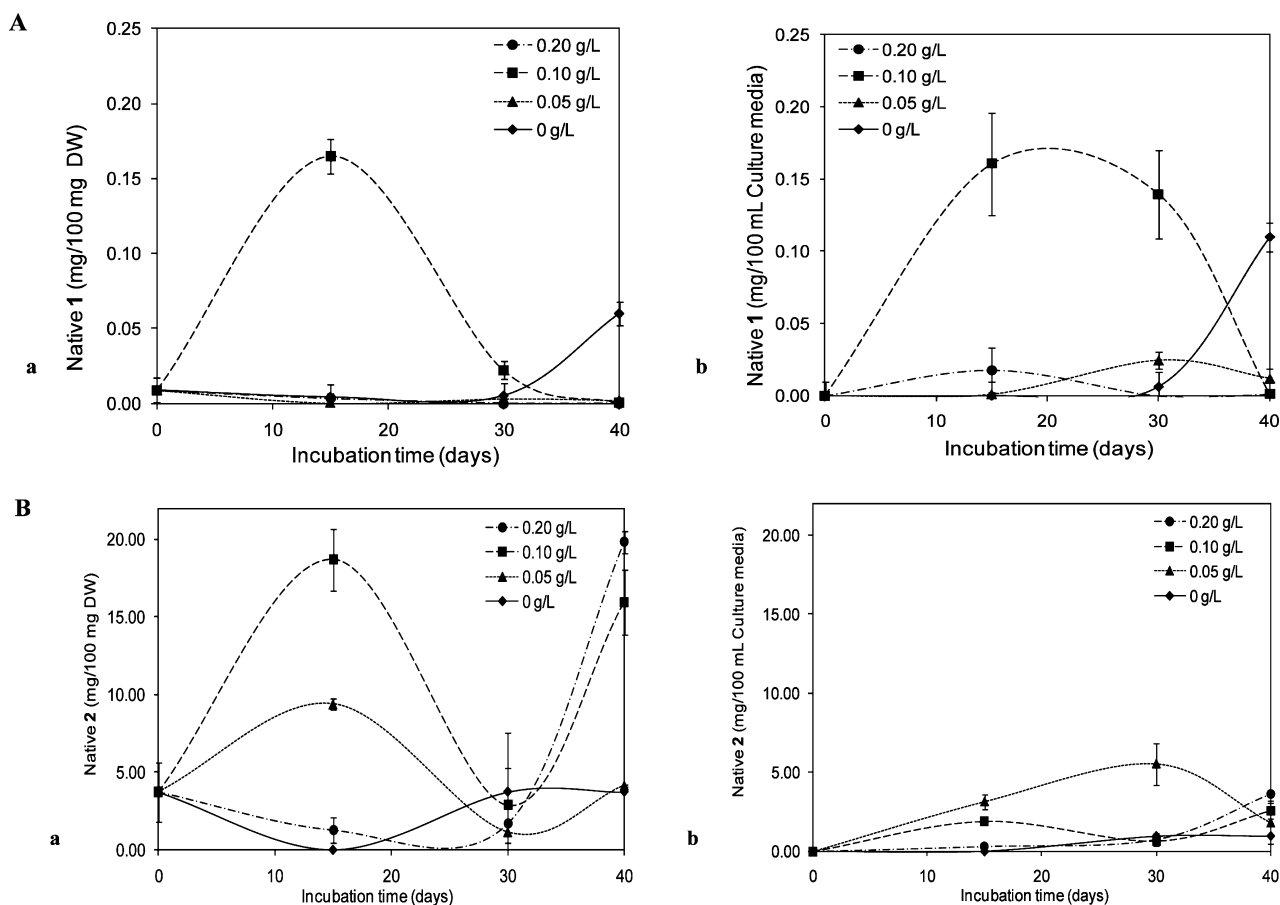 A
Native 1 (mg/100 mg DW)
0.25
0.20
0.15
0.10
0.05
0.00
0.20 g/L
0.10 g/L
0.05 g/L
0 g/L
0 10 20 30 40
Incubation time (days)
a
Native 1 (mg/100 mL Culture media)
0.25
0.20
0.15
0.10
0.05
0.00
0.20 g/L
0.10 g/L
0.05 g/L
0 g/L
0 10 20 30 40
Incubation time (days)
b
B
Native 2 (mg/100 mg DW)
20.00
15.00
10.00
5.00
0.00
0.20 g/L
0.10 g/L
0.05 g/L
0 g/L
0 10 20 30 40
Incubation time (days)
a
Native 2 (mg/100 mL Culture media)
20.00
15.00
10.00
5.00
0.00
0.20 g/L
0.10 g/L
0.05 g/L
0 g/L
0 10 20 30 40
Incubation time (days)
b